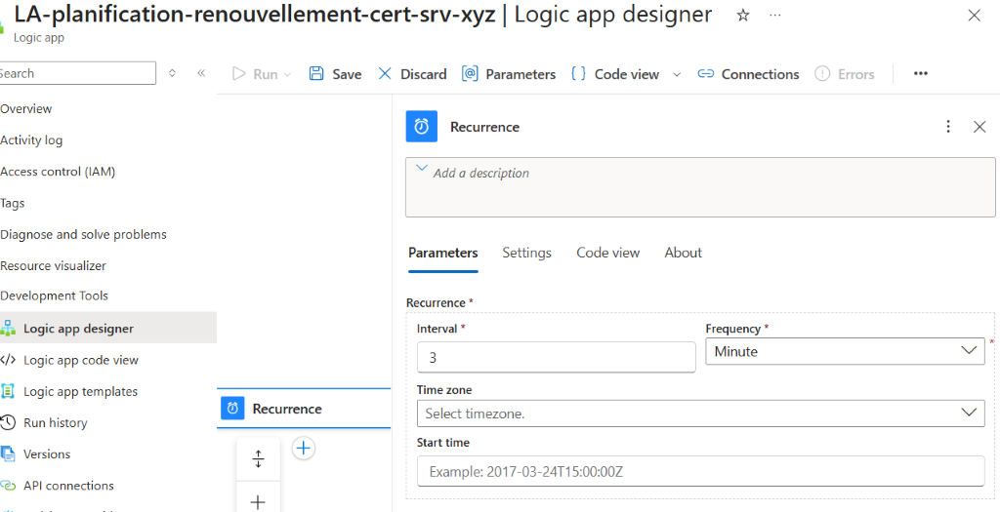 LA-planification-renouvellement-cert-srv-xyz | Logic app designer
Logic app
Search
Run
Save
Discard
Parameters
Code view
Connections
Errors
Overview
Activity log
Access control (IAM)
Tags
Diagnose and solve problems
Resource visualizer
Development Tools
Logic app designer
Logic app code view
Logic app templates
Run history
Versions
API connections
Recurrence
Recurrence
Add a description
Parameters
Settings
Code view
About
Recurrence *
Interval *
Frequency *
3
Minute
*
Time zone
Select timezone.
Start time
Example: 2017-03-24T15:00:00Z